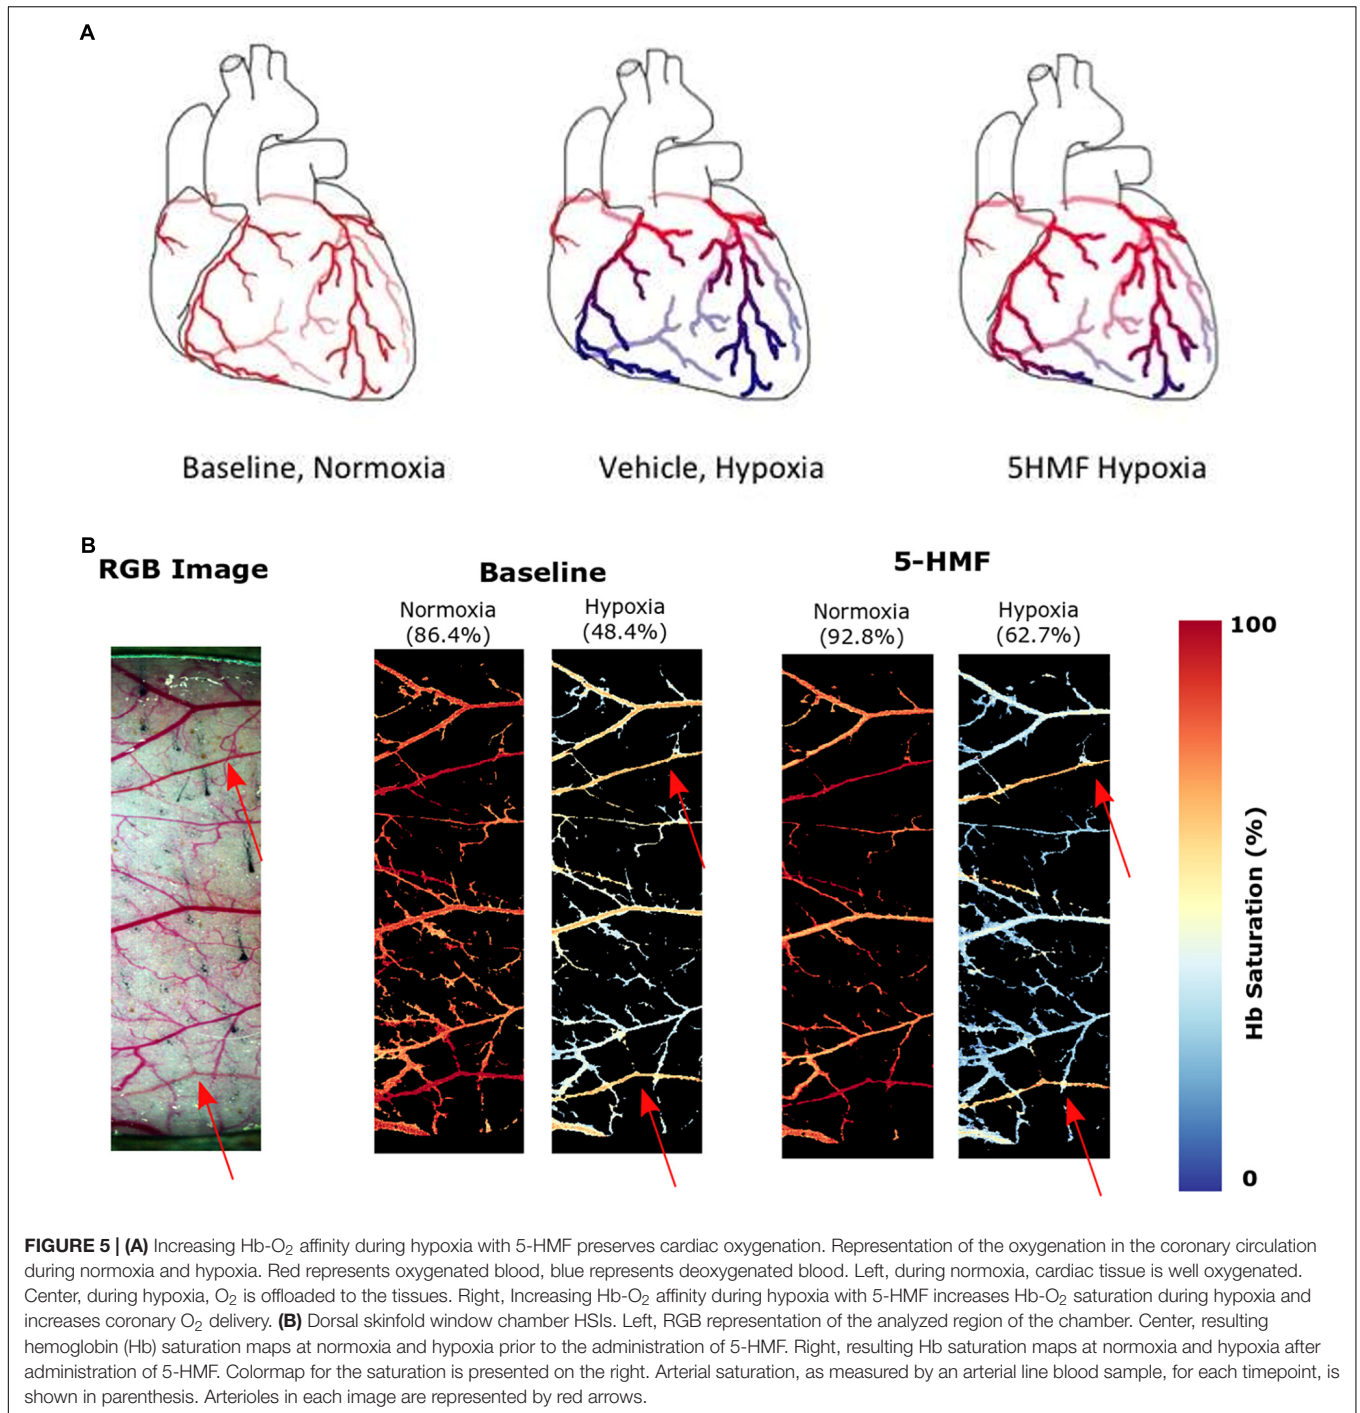 A
Baseline, Normoxia
Vehicle, Hypoxia
5HMF Hypoxia
B
RGB Image
Baseline
5-HMF
Normoxia
(86.4%)
Hypoxia
(48.4%)
Normoxia
(92.8%)
Hypoxia
(62.7%)
100
Hb Saturation (%)
0
FIGURE 5 | (A) Increasing Hb-O2 affinity during hypoxia with 5-HMF preserves cardiac oxygenation. Representation of the oxygenation in the coronary circulation
during normoxia and hypoxia. Red represents oxygenated blood, blue represents deoxygenated blood. Left, during normoxia, cardiac tissue is well oxygenated.
Center, during hypoxia, O2 is offloaded to the tissues. Right, Increasing Hb-O2 affinity during hypoxia with 5-HMF increases Hb-O2 saturation during hypoxia and
increases coronary O2 delivery. (B) Dorsal skinfold window chamber HSIs. Left, RGB representation of the analyzed region of the chamber. Center, resulting
hemoglobin (Hb) saturation maps at normoxia and hypoxia prior to the administration of 5-HMF. Right, resulting Hb saturation maps at normoxia and hypoxia after
administration of 5-HMF. Colormap for the saturation is presented on the right. Arterial saturation, as measured by an arterial line blood sample, for each timepoint, is
shown in parenthesis. Arterioles in each image are represented by red arrows.